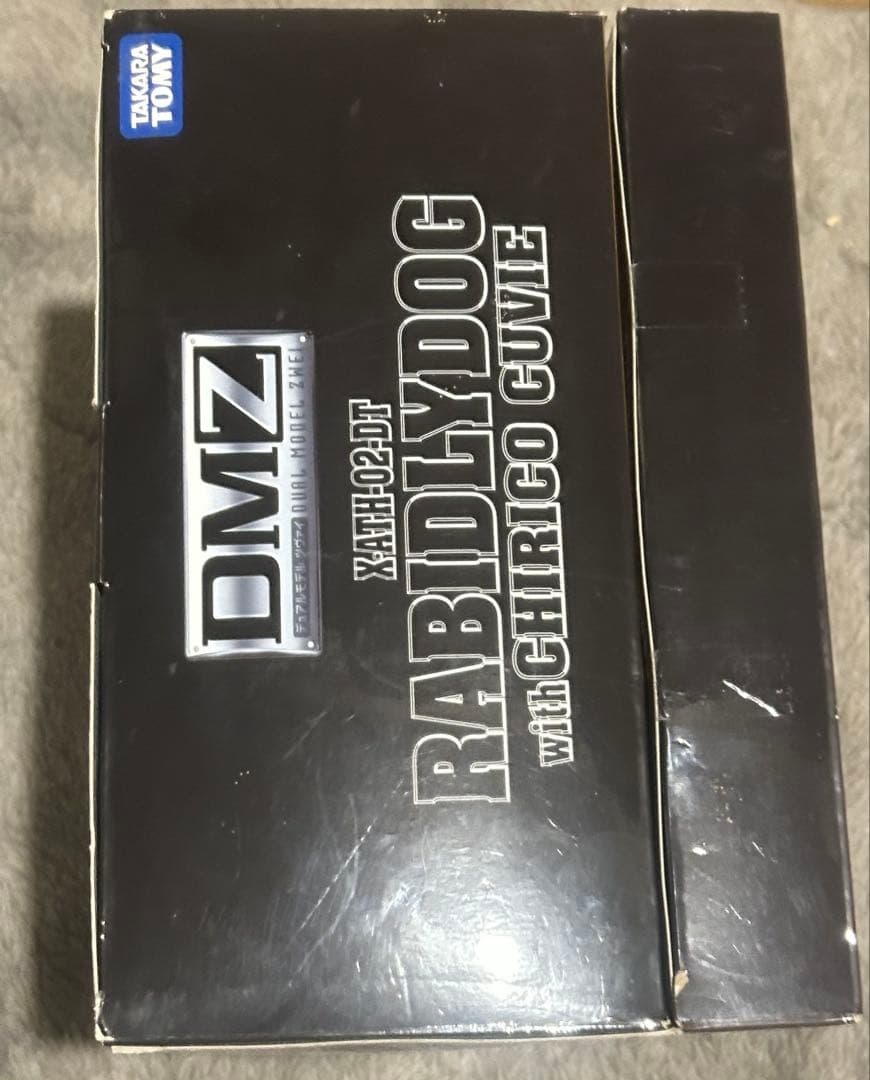 TAKARA
TOMY
DMZ
デュアルモデル ツヴァイ DUAL MODEL ZWEI
X·ATH-02-DT
RABIDLYDOG
with CHIRICO CUVIE